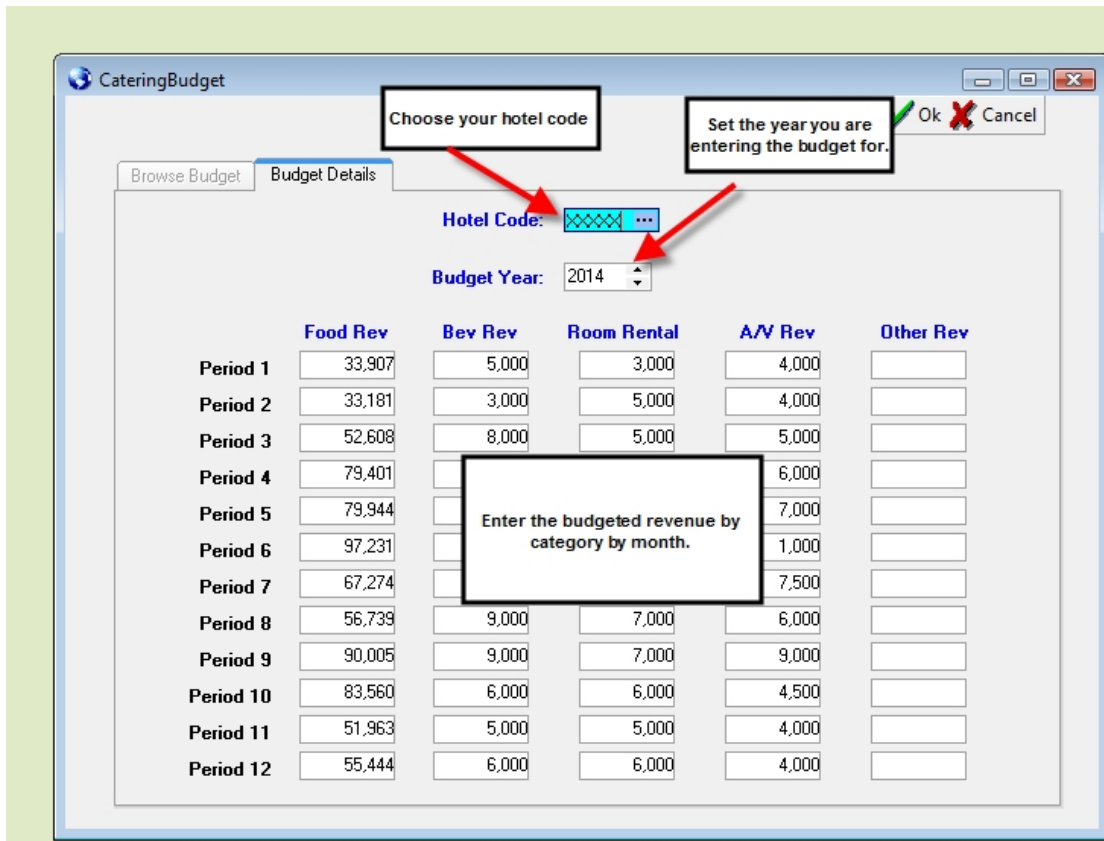 CateringBudget
Choose your hotel code
Set the year you are
entering the budget for.
Ok Cancel
Browse Budget Budget Details
Hotel Code: XXXXX ...
Budget Year: 2014
Food Rev Bev Rev Room Rental A/V Rev Other Rev
Period 1 33,907 5,000 3,000 4,000
Period 2 33,181 3,000 5,000 4,000
Period 3 52,608 8,000 5,000 5,000
Period 4 79,401 6,000
Period 5 79,944 7,000
Enter the budgeted revenue by
category by month.
Period 6 97,231 1,000
Period 7 67,274 7,500
Period 8 56,739 9,000 7,000 6,000
Period 9 90,005 9,000 7,000 9,000
Period 10 83,560 6,000 6,000 4,500
Period 11 51,963 5,000 5,000 4,000
Period 12 55,444 6,000 6,000 4,000